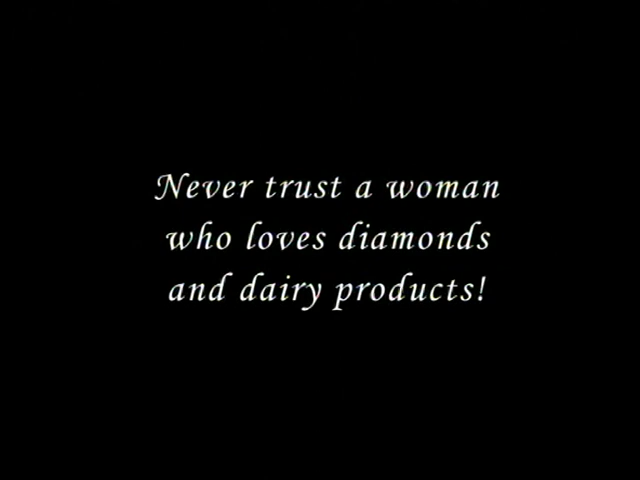 Never trust a woman
who loves diamonds
and dairy products!